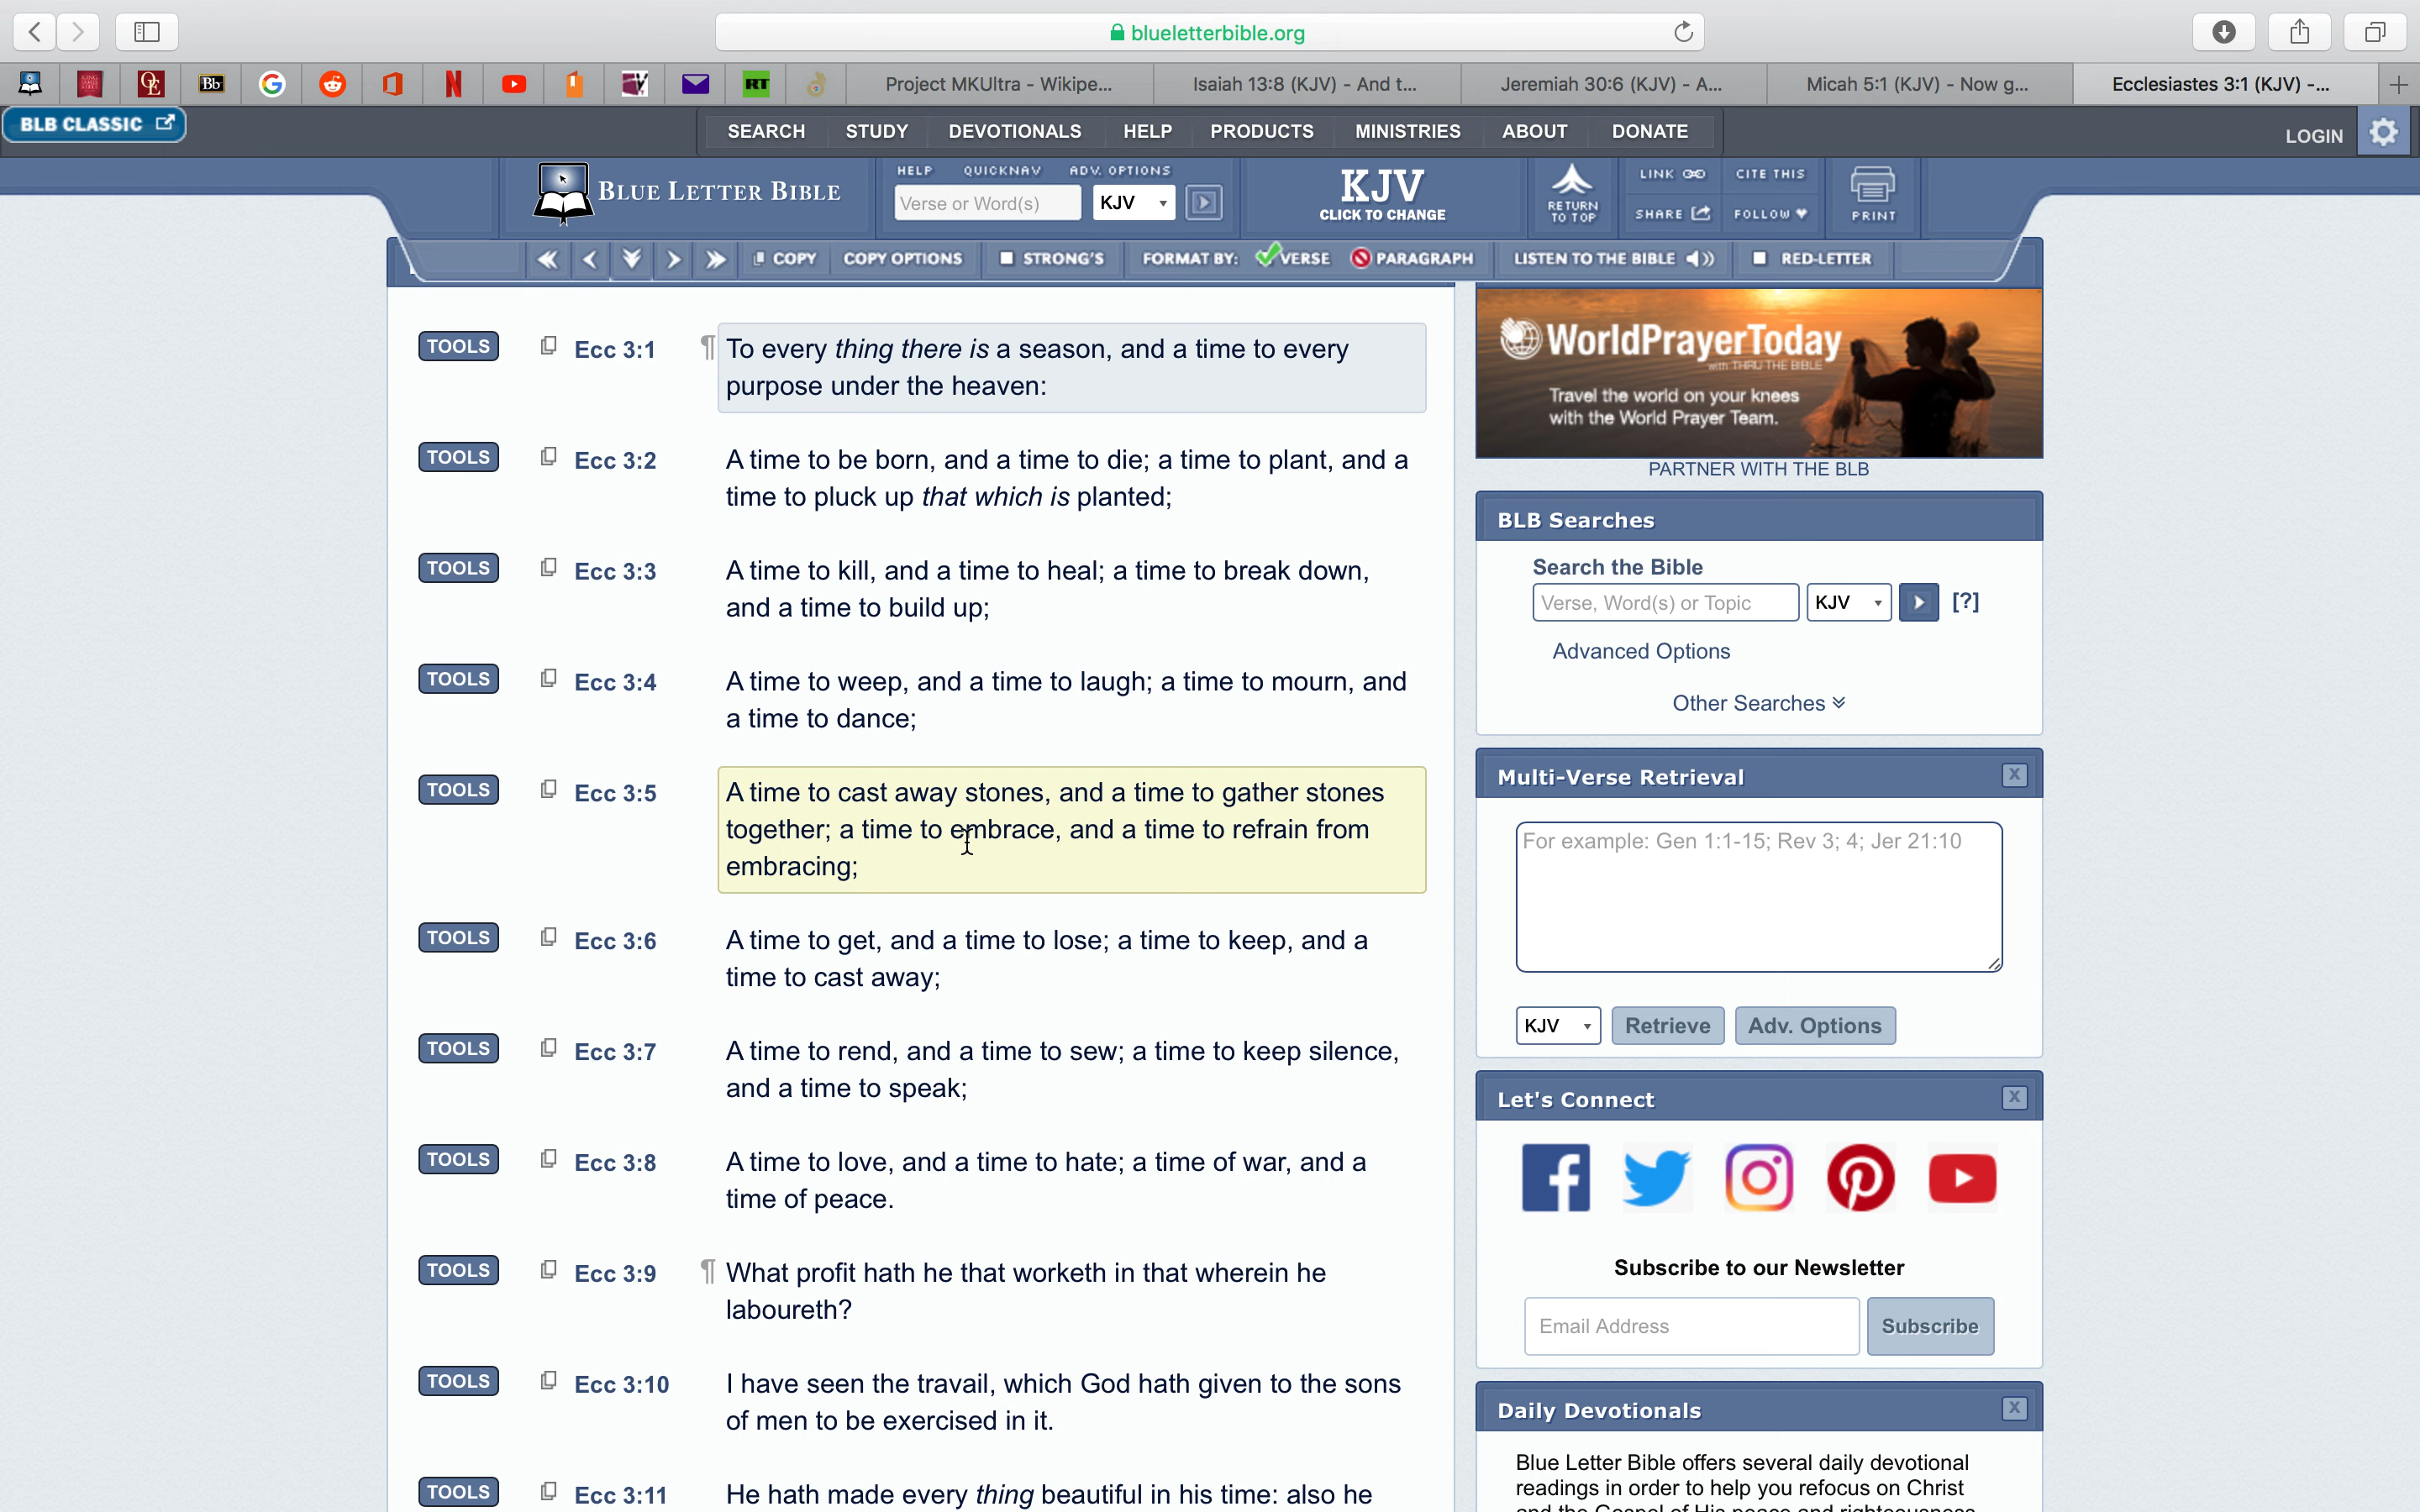 blueletterbible.org
Bb
RT
Project MKUltra - Wikipe...
Isaiah 13:8 (KJV) - And t...
Jeremiah 30:6 (KJV) - A...
Micah 5:1 (KJV) - Now g...
Ecclesiastes 3:1 (KJV) -...
BLB CLASSIC
SEARCH STUDY DEVOTIONALS HELP PRODUCTS MINISTRIES ABOUT DONATE
LOGIN
BLUE LETTER BIBLE
HELP QUICKNAV ADV. OPTIONS
Verse or Word(s) KJV
KJV
CLICK TO CHANGE
RETURN
TO TOP
LINK CITE THIS
SHARE FOLLOW
PRINT
COPY COPY OPTIONS STRONG'S FORMAT BY: VERSE PARAGRAPH LISTEN TO THE BIBLE RED-LETTER
TOOLS Ecc 3:1 ¶ To every thing there is a season, and a time to every
purpose under the heaven:
TOOLS Ecc 3:2 A time to be born, and a time to die; a time to plant, and a
time to pluck up that which is planted;
TOOLS Ecc 3:3 A time to kill, and a time to heal; a time to break down,
and a time to build up;
TOOLS Ecc 3:4 A time to weep, and a time to laugh; a time to mourn, and
a time to dance;
TOOLS Ecc 3:5 A time to cast away stones, and a time to gather stones
together; a time to embrace, and a time to refrain from
embracing;
TOOLS Ecc 3:6 A time to get, and a time to lose; a time to keep, and a
time to cast away;
TOOLS Ecc 3:7 A time to rend, and a time to sew; a time to keep silence,
and a time to speak;
TOOLS Ecc 3:8 A time to love, and a time to hate; a time of war, and a
time of peace.
TOOLS Ecc 3:9 ¶ What profit hath he that worketh in that wherein he
laboureth?
TOOLS Ecc 3:10 I have seen the travail, which God hath given to the sons
of men to be exercised in it.
TOOLS Ecc 3:11 He hath made every thing beautiful in his time: also he
WorldPrayerToday
with THRU THE BIBLE
Travel the world on your knees
with the World Prayer Team.
PARTNER WITH THE BLB
BLB Searches
Search the Bible
Verse, Word(s) or Topic KJV [?]
Advanced Options
Other Searches
Multi-Verse Retrieval X
For example: Gen 1:1-15; Rev 3; 4; Jer 21:10
KJV Retrieve Adv. Options
Let's Connect X
Subscribe to our Newsletter
Email Address Subscribe
Daily Devotionals X
Blue Letter Bible offers several daily devotional
readings in order to help you refocus on Christ
and the Gospel of His peace and righteousness